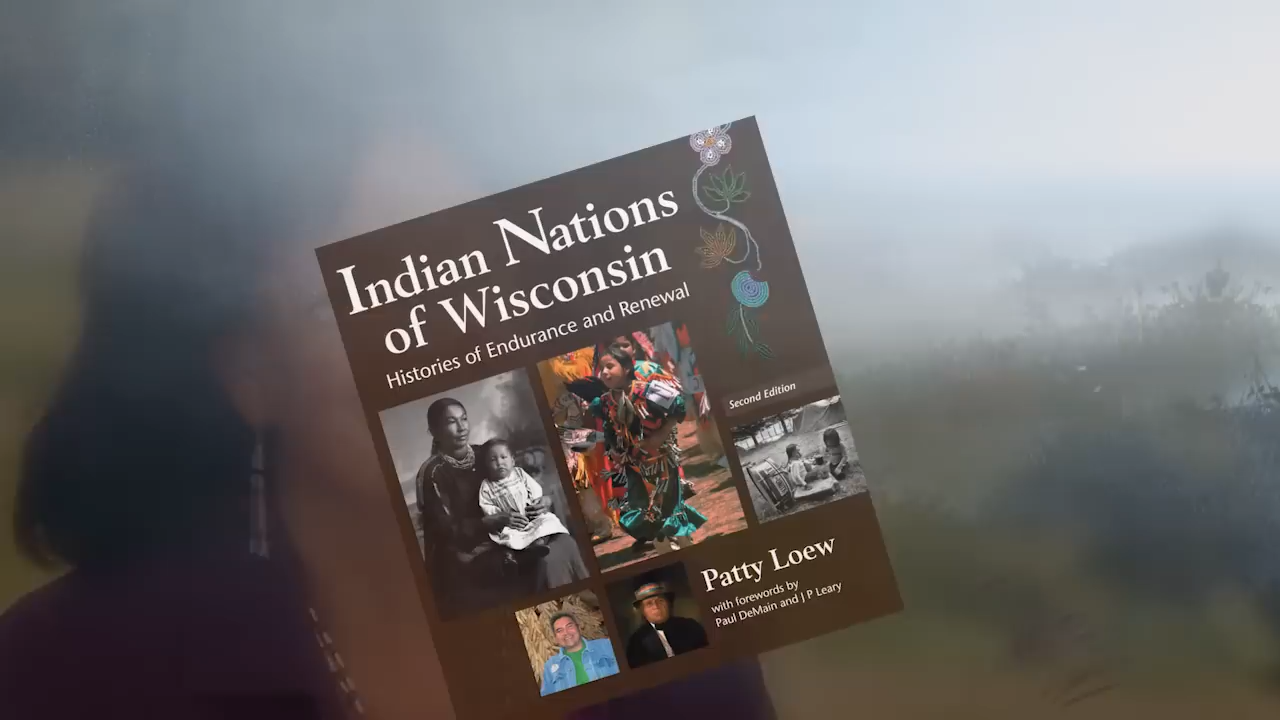 Indian Nations
of Wisconsin
Histories of Endurance and Renewal
Second Edition
Patty Loew
with forewords by
Paul DeMain and J P Leary